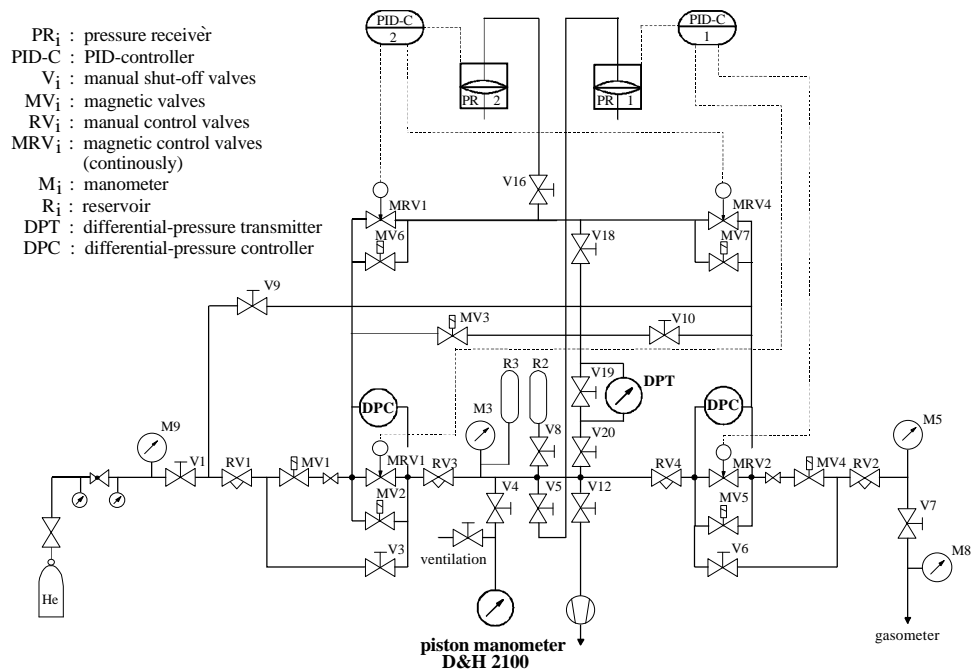 PRi : pressure receiver
PID-C : PID-controller
Vi : manual shut-off valves
MVi : magnetic valves
RVi : manual control valves
MRVi : magnetic control valves
(continously)
Mi : manometer
Ri : reservoir
DPT : differential-pressure transmitter
DPC : differential-pressure controller
PID-C
2
PID-C
1
PR 2
PR 1
V16
MRV1
MRV4
MV6
V18
MV7
V9
MV3
V10
R3
R2
V19
DPT
DPC
DPC
M9
M3
V8
V20
M5
V1
RV1
MV1
MRV1
RV3
V4
V5
V12
RV4
MRV2
MV4
RV2
MV2
MV5
V7
V3
ventilation
V6
M8
He
piston manometer
D&H 2100
gasometer